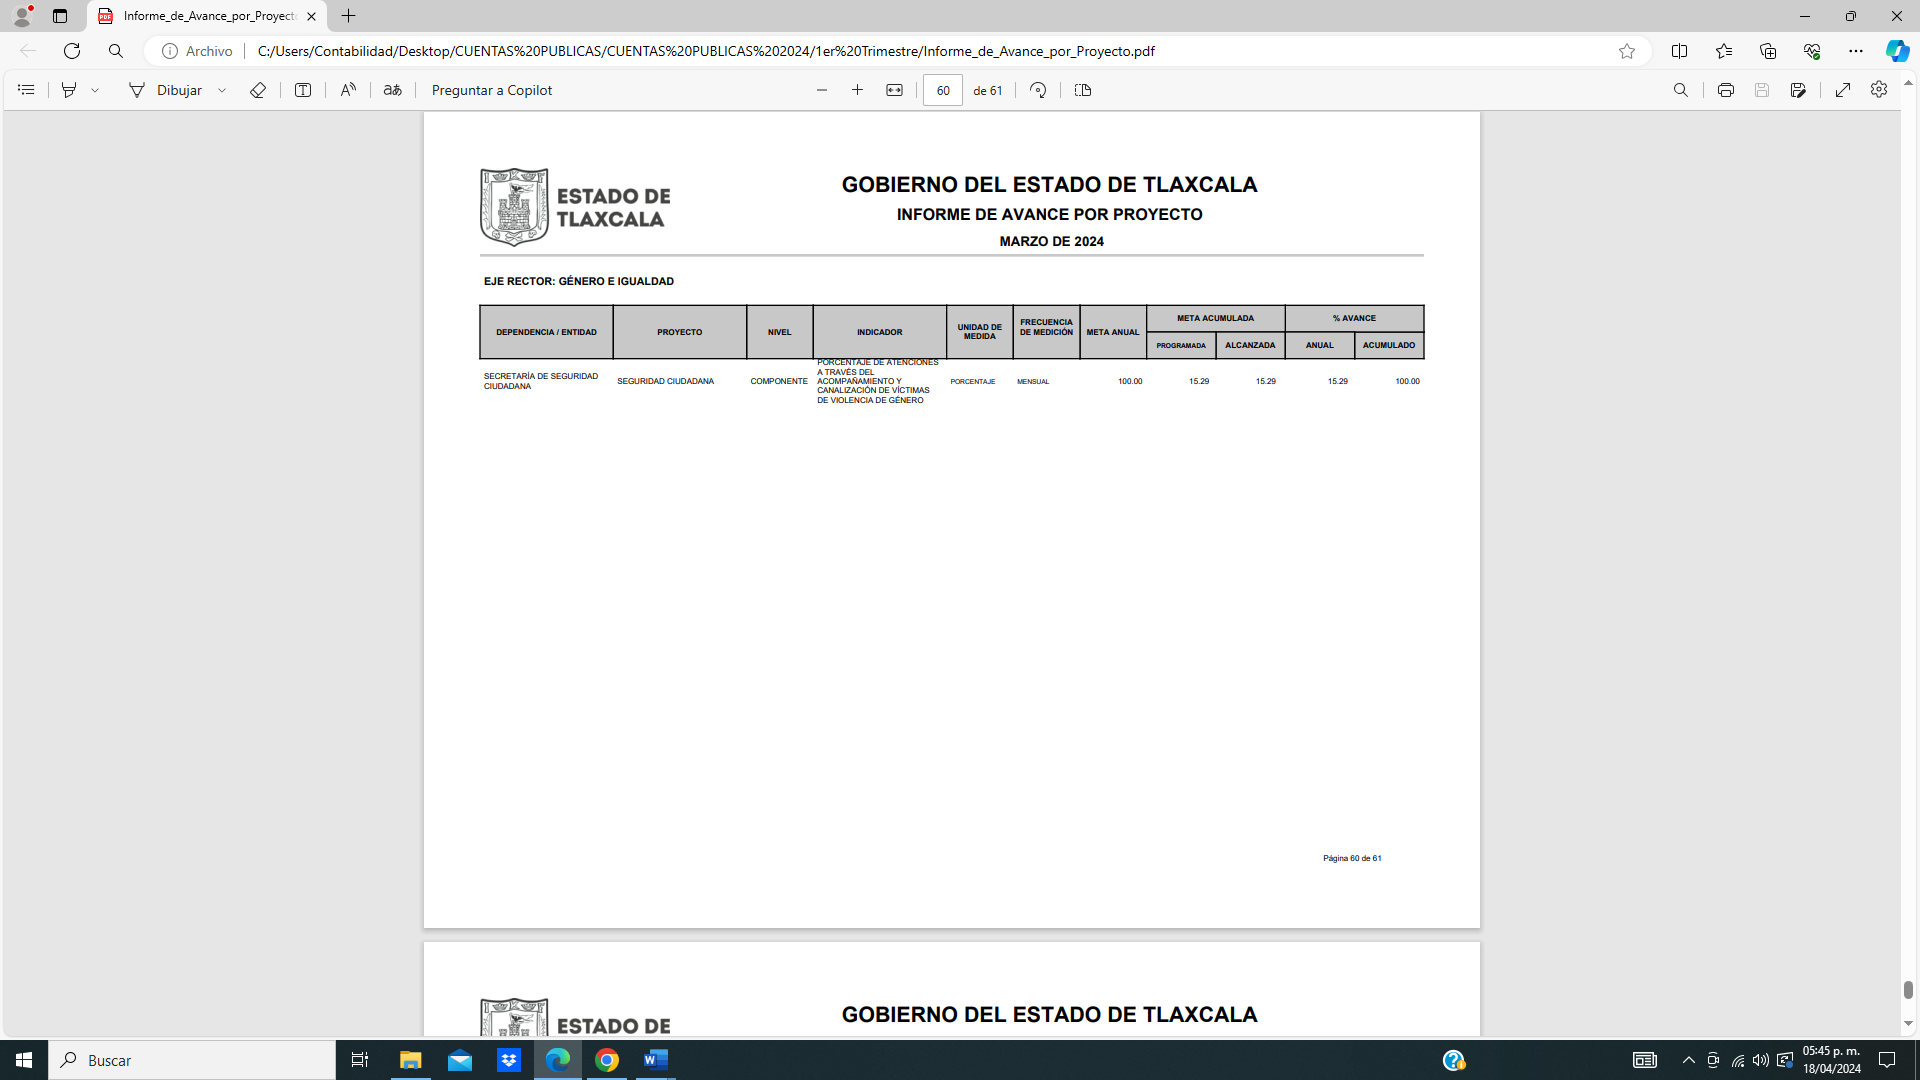 Informe_de_Avance_por_Proyecto
Archivo
C:/Users/Contabilidad/Desktop/CUENTAS%20PUBLICAS/CUENTAS%20PUBLICAS%202024/1er%20Trimestre/Informe_de_Avance_por_Proyecto.pdf
Dibujar
aあ
Preguntar a Copilot
60 de 61
ESTADO DE
TLAXCALA
GOBIERNO DEL ESTADO DE TLAXCALA
INFORME DE AVANCE POR PROYECTO
MARZO DE 2024
EJE RECTOR: GÉNERO E IGUALDAD
DEPENDENCIA / ENTIDAD
PROYECTO
NIVEL
INDICADOR
UNIDAD DE
MEDIDA
FRECUENCIA
DE MEDICIÓN
META ANUAL
META ACUMULADA
PROGRAMADA
ALCANZADA
% AVANCE
ANUAL
ACUMULADO
SECRETARÍA DE SEGURIDAD
CIUDADANA
SEGURIDAD CIUDADANA
COMPONENTE
PORCENTAJE DE ATENCIONES
A TRAVÉS DEL
ACOMPAÑAMIENTO Y
CANALIZACIÓN DE VÍCTIMAS
DE VIOLENCIA DE GÉNERO
PORCENTAJE
MENSUAL
100.00
15.29
15.29
15.29
100.00
Página 60 de 61
ESTADO DE
GOBIERNO DEL ESTADO DE TLAXCALA
Buscar
05:45 p. m.
18/04/2024